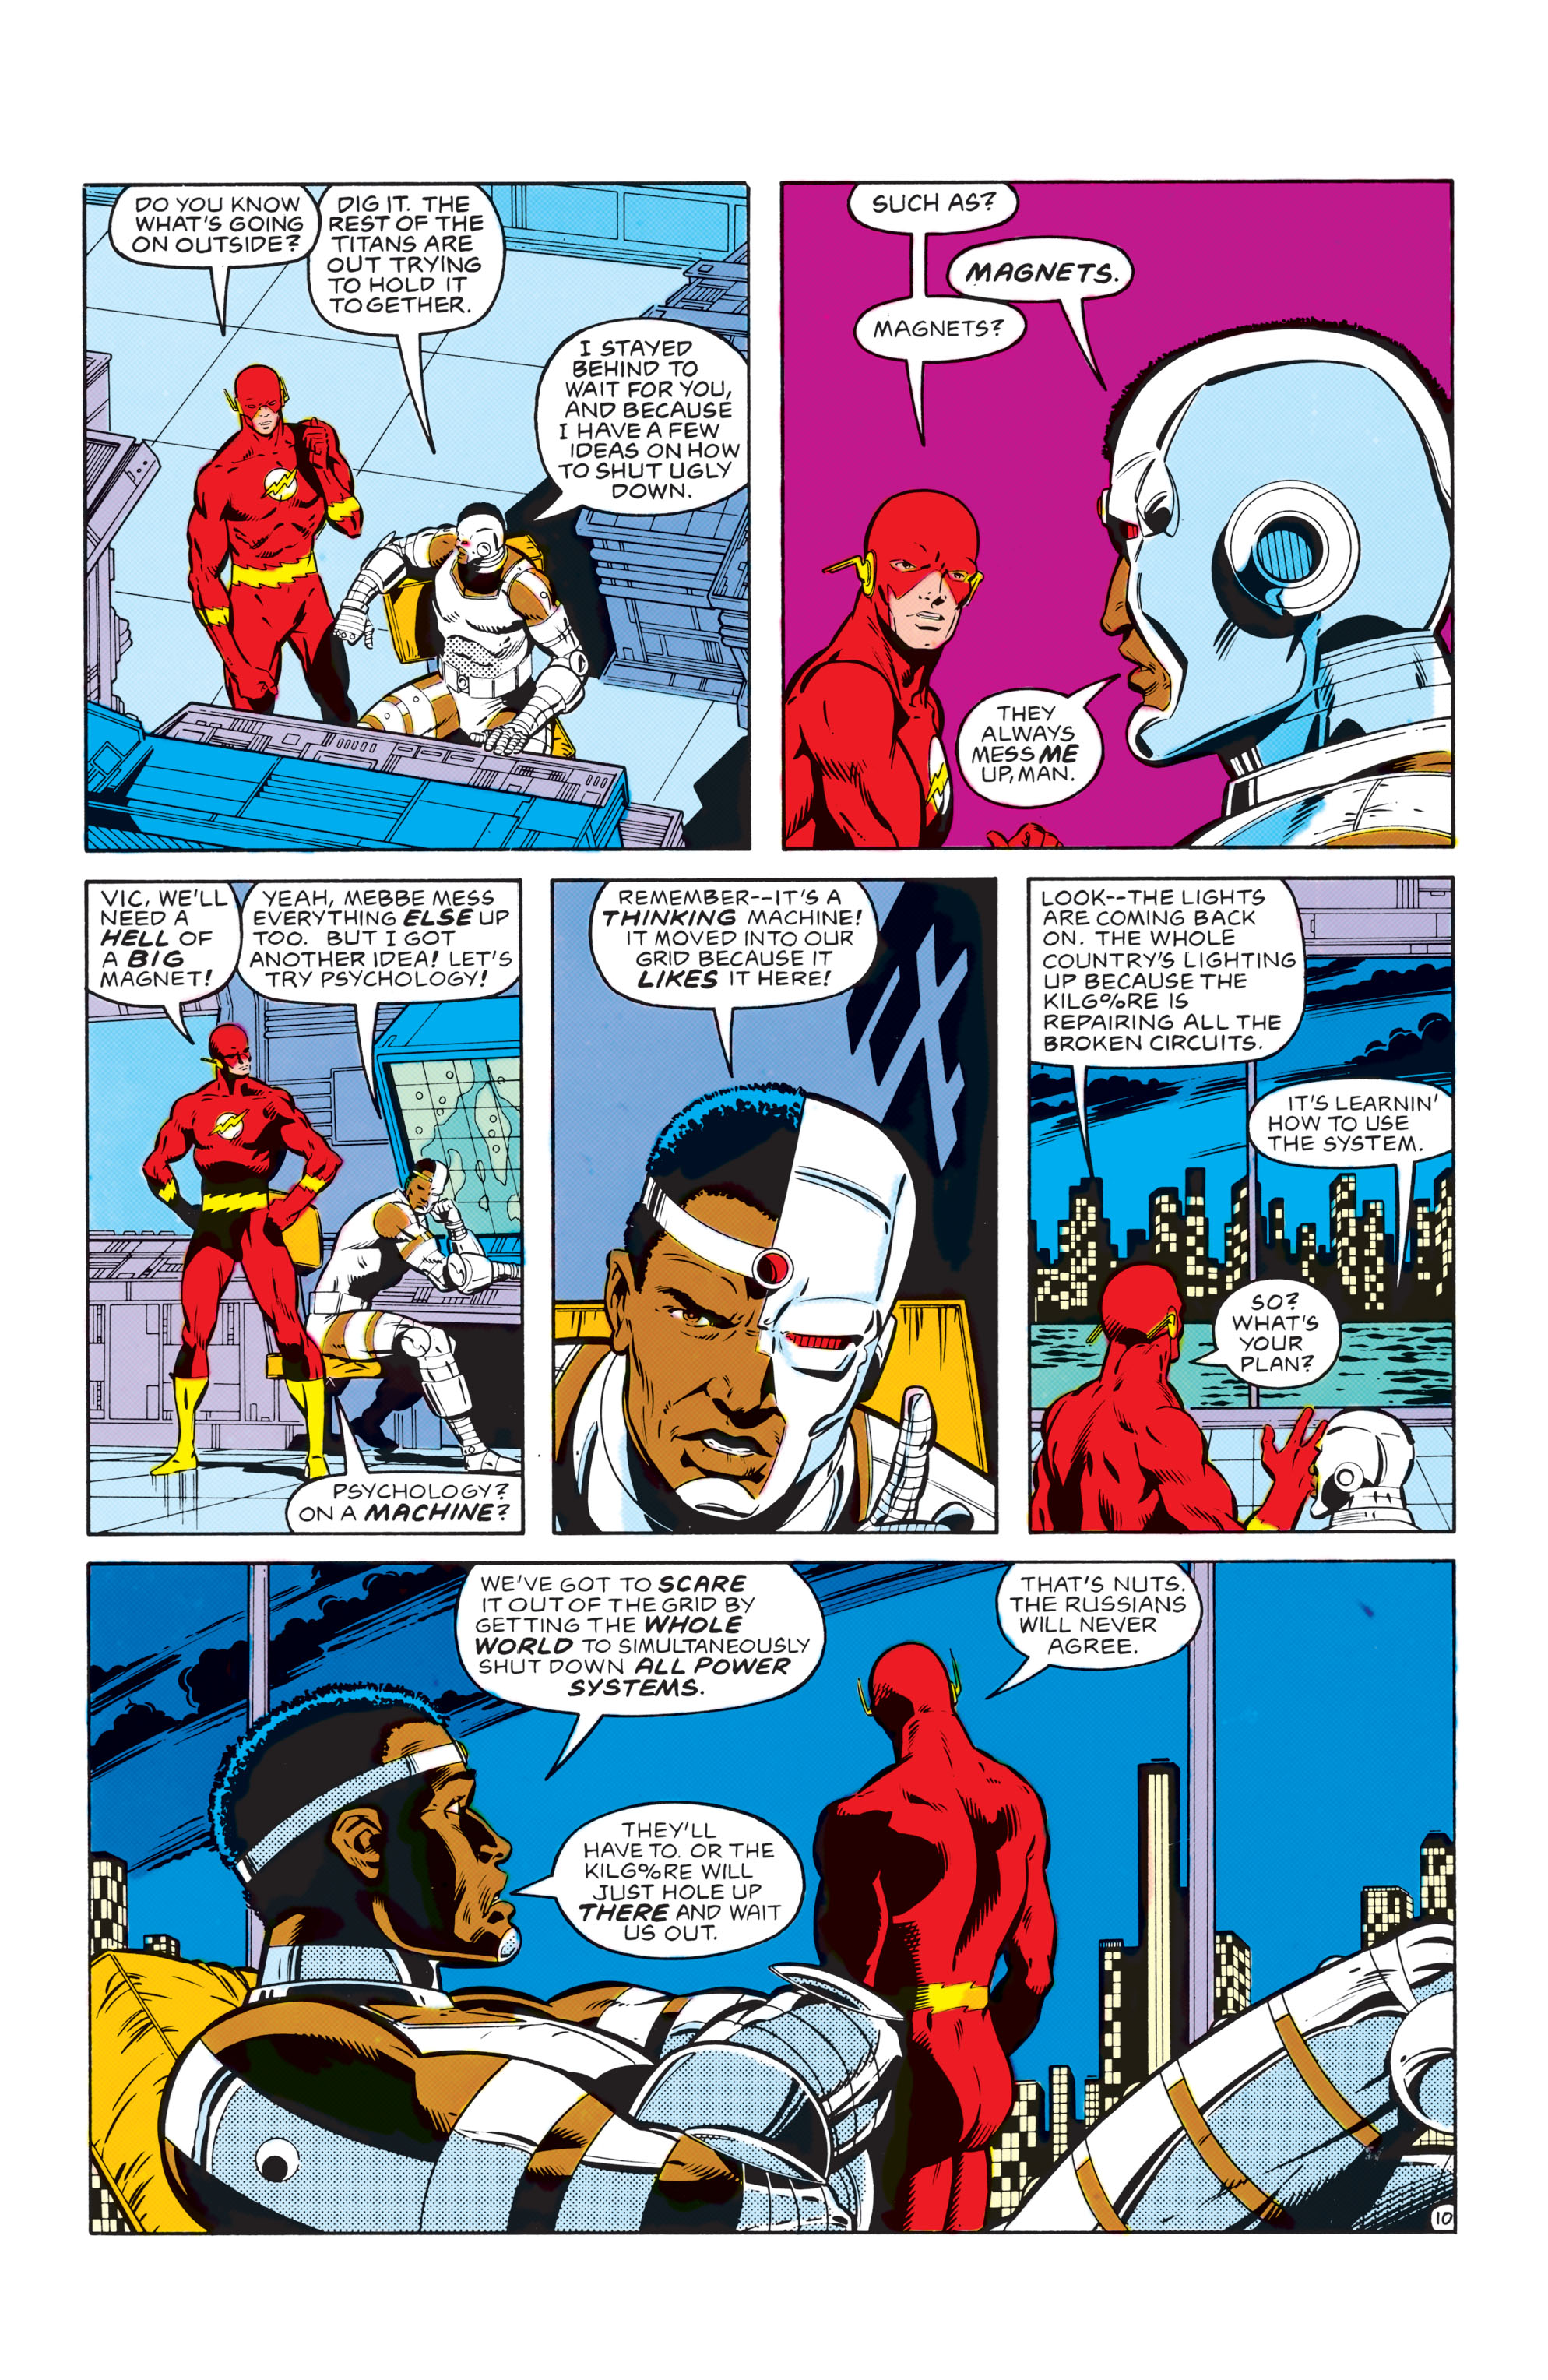 DO YOU KNOW
WHAT'S GOING
ON OUTSIDE?
DIG IT. THE
REST OF THE
TITANS ARE
OUT TRYING
TO HOLD IT
TOGETHER.
I STAYED
BEHIND TO
WAIT FOR YOU,
AND BECAUSE
I HAVE A FEW
IDEAS ON HOW
TO SHUT UGLY
DOWN.
SUCH AS?
MAGNETS.
MAGNETS?
THEY
ALWAYS
MESS ME
UP, MAN.
VIC, WE'LL
NEED A
HELL OF
A BIG
MAGNET!
YEAH, MEBBE MESS
EVERYTHING ELSE UP
TOO. BUT I GOT
ANOTHER IDEA! LET'S
TRY PSYCHOLOGY!
PSYCHOLOGY?
ON A MACHINE?
REMEMBER--IT'S A
THINKING MACHINE!
IT MOVED INTO OUR
GRID BECAUSE IT
LIKES IT HERE!
LOOK--THE LIGHTS
ARE COMING BACK
ON. THE WHOLE
COUNTRY'S LIGHTING
UP BECAUSE THE
KILG%RE IS
REPAIRING ALL THE
BROKEN CIRCUITS.
IT'S LEARNIN'
HOW TO USE
THE SYSTEM.
SO?
WHAT'S
YOUR
PLAN?
WE'VE GOT TO SCARE
IT OUT OF THE GRID BY
GETTING THE WHOLE
WORLD TO SIMULTANEOUSLY
SHUT DOWN ALL POWER
SYSTEMS.
THAT'S NUTS.
THE RUSSIANS
WILL NEVER
AGREE.
THEY'LL
HAVE TO. OR THE
KILG%RE WILL
JUST HOLE UP
THERE AND WAIT
US OUT.
10